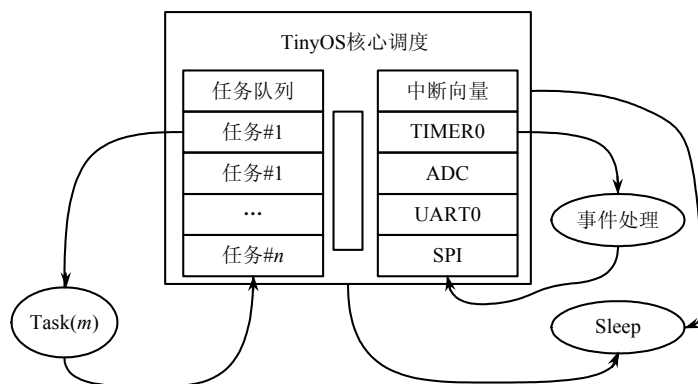 TinyOS核心调度
任务队列
任务#1
任务#1
…
任务#n
中断向量
TIMER0
ADC
UART0
SPI
事件处理
Task(m)
Sleep